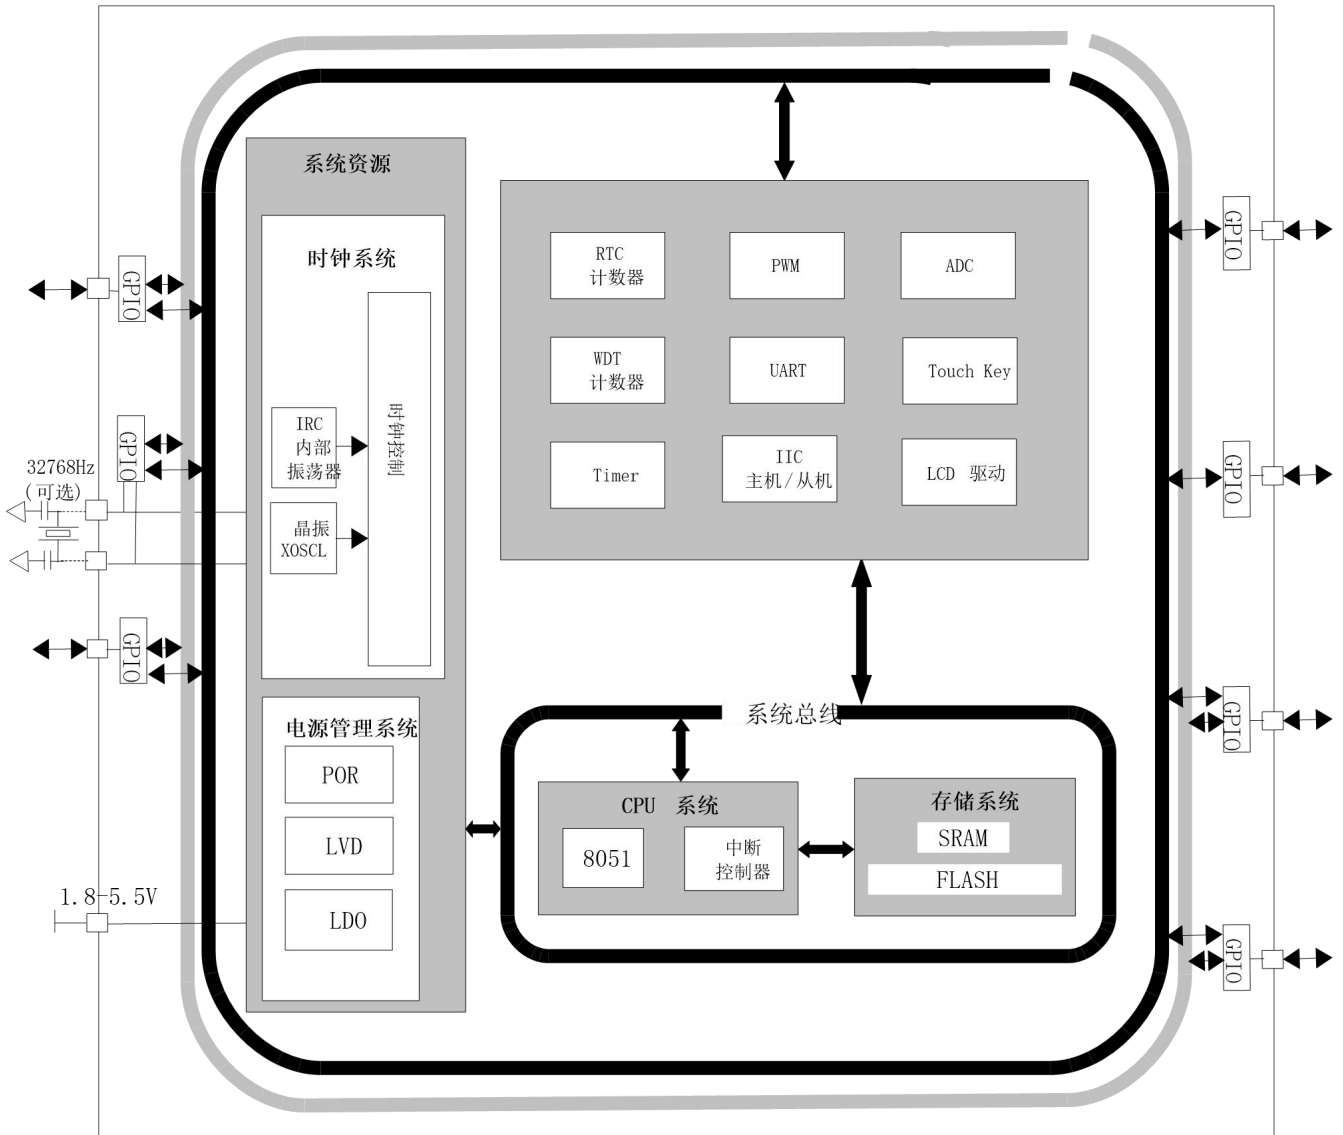 系统资源
时钟系统
IRC
内部
振荡器
晶振
XOSCL
时钟控制
电源管理系统
POR
LVD
LDO
RTC
计数器
PWM
ADC
WDT
计数器
UART
Touch Key
Timer
IIC
主机/从机
LCD 驱动
系统总线
CPU 系统
8051
中断
控制器
存储系统
SRAM
FLASH
GPIO
GPIO
32768Hz
(可选)
GPIO
1.8-5.5V
GPIO
GPIO
GPIO
GPIO